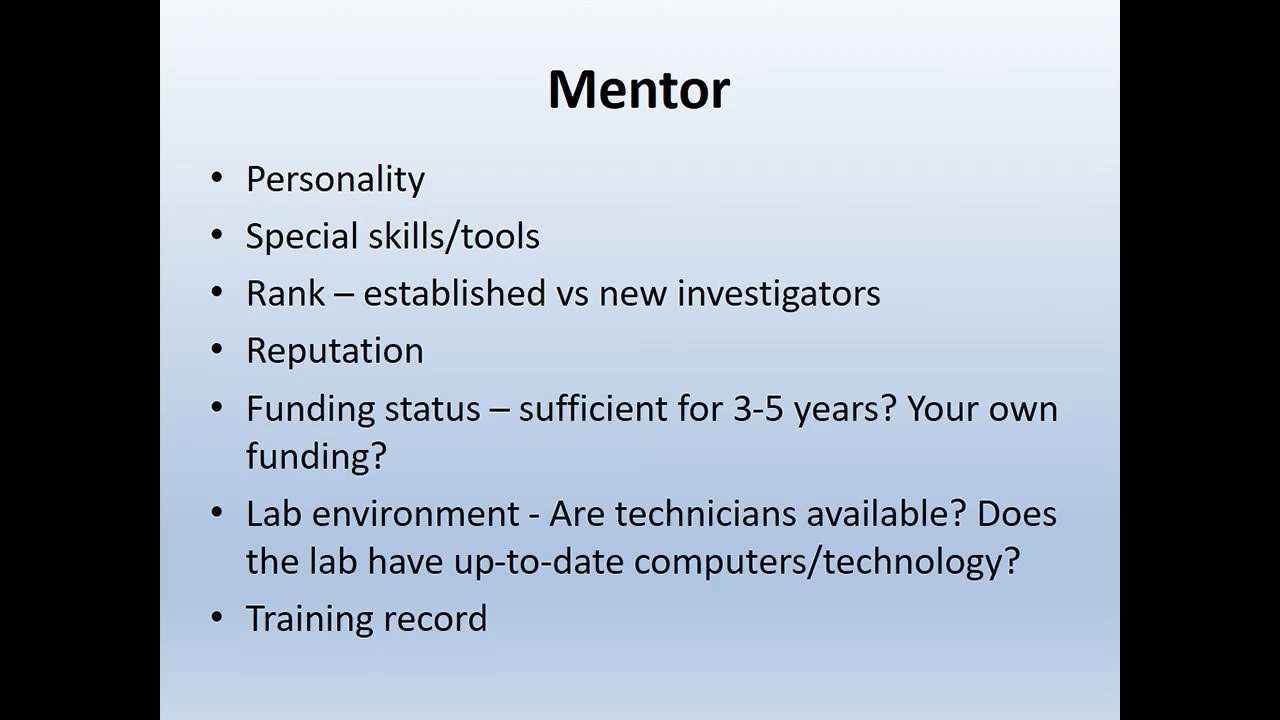 Mentor
• Personality
• Special skills/tools
• Rank – established vs new investigators
• Reputation
• Funding status – sufficient for 3-5 years? Your own
funding?
• Lab environment - Are technicians available? Does
the lab have up-to-date computers/technology?
• Training record